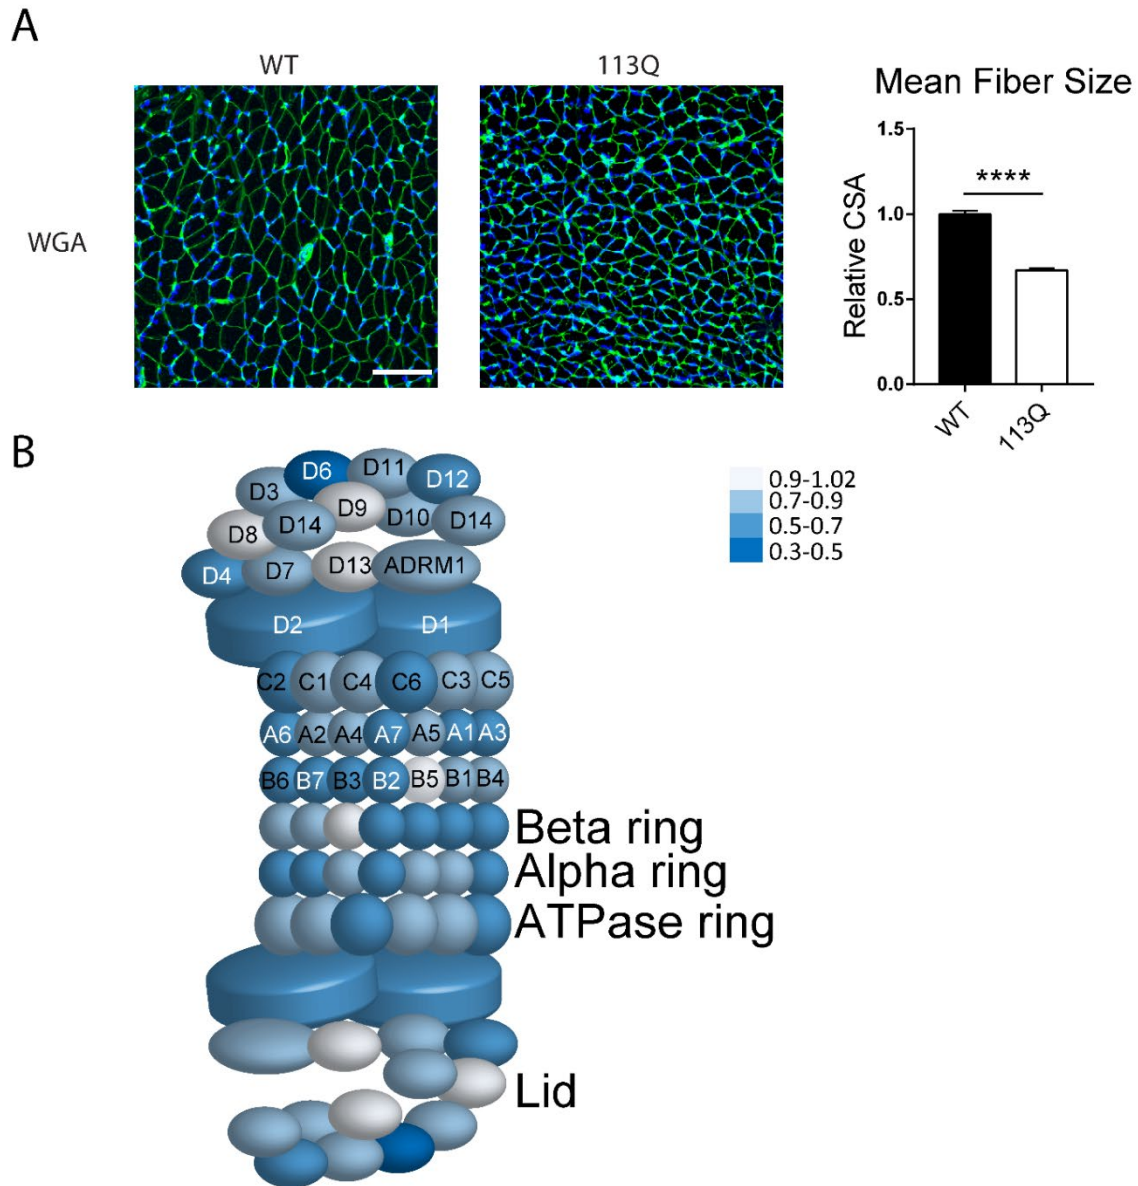 A
WT
113Q
WGA
Mean Fiber Size
Relative CSA
1.5
1.0
0.5
0.0
****
WT
113Q
B
D6
D11
D12
D3
D9
D10
D14
D8
D14
D4
D7
D13
ADRM1
D2
D1
C2
C1
C4
C6
C3
C5
A6
A2
A4
A7
A5
A1
A3
B6
B7
B3
B2
B5
B1
B4
Beta ring
Alpha ring
ATPase ring
Lid
0.9-1.02
0.7-0.9
0.5-0.7
0.3-0.5